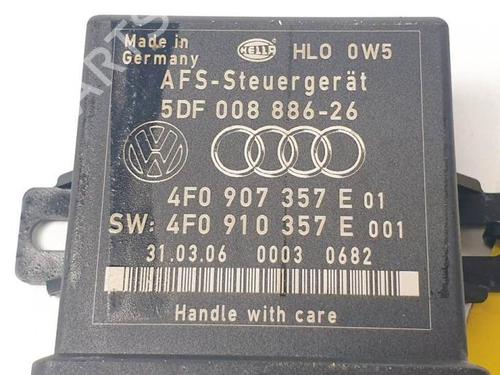 Made in
Germany
HELLA
HLO 0W5
AFS-Steuergerät
5DF 008 886-26
4F0 907 357 E 01
SW: 4F0 910 357 E 001
31.03.06 0003 0682
Handle with care